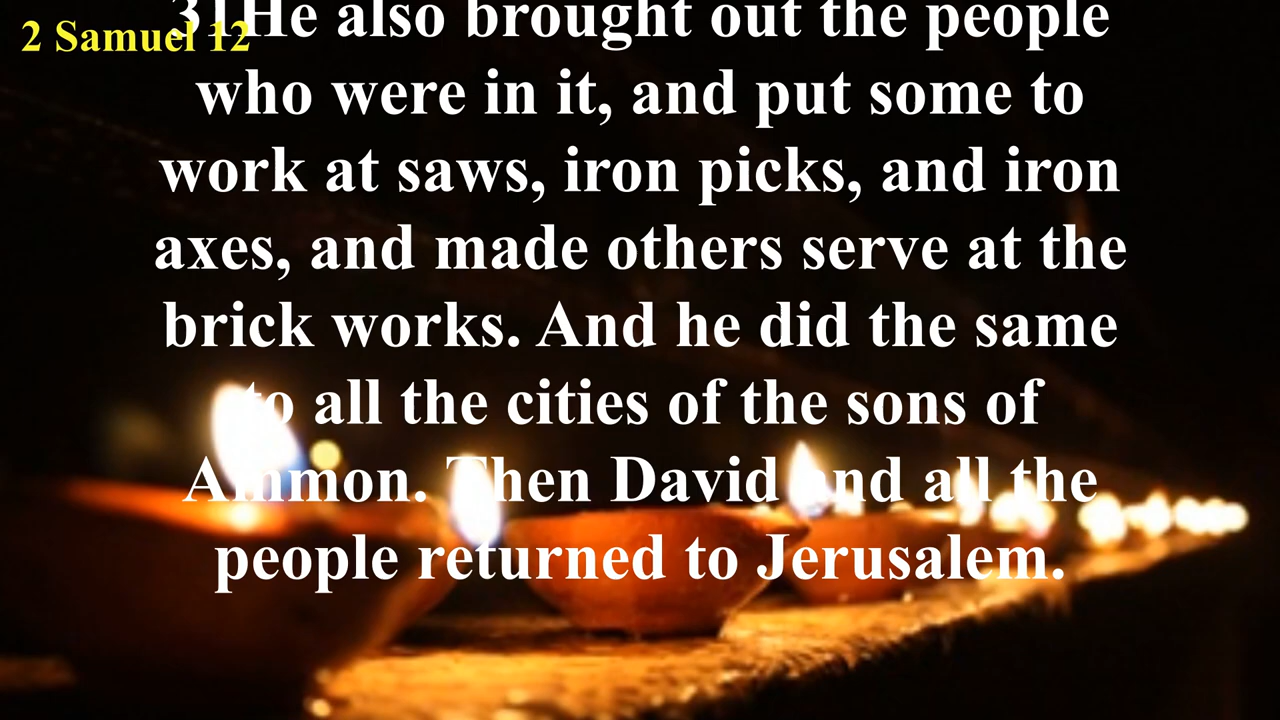 2 Samuel 12
31He also brought out the people
who were in it, and put some to
work at saws, iron picks, and iron
axes, and made others serve at the
brick works. And he did the same
to all the cities of the sons of
Ammon. Then David and all the
people returned to Jerusalem.